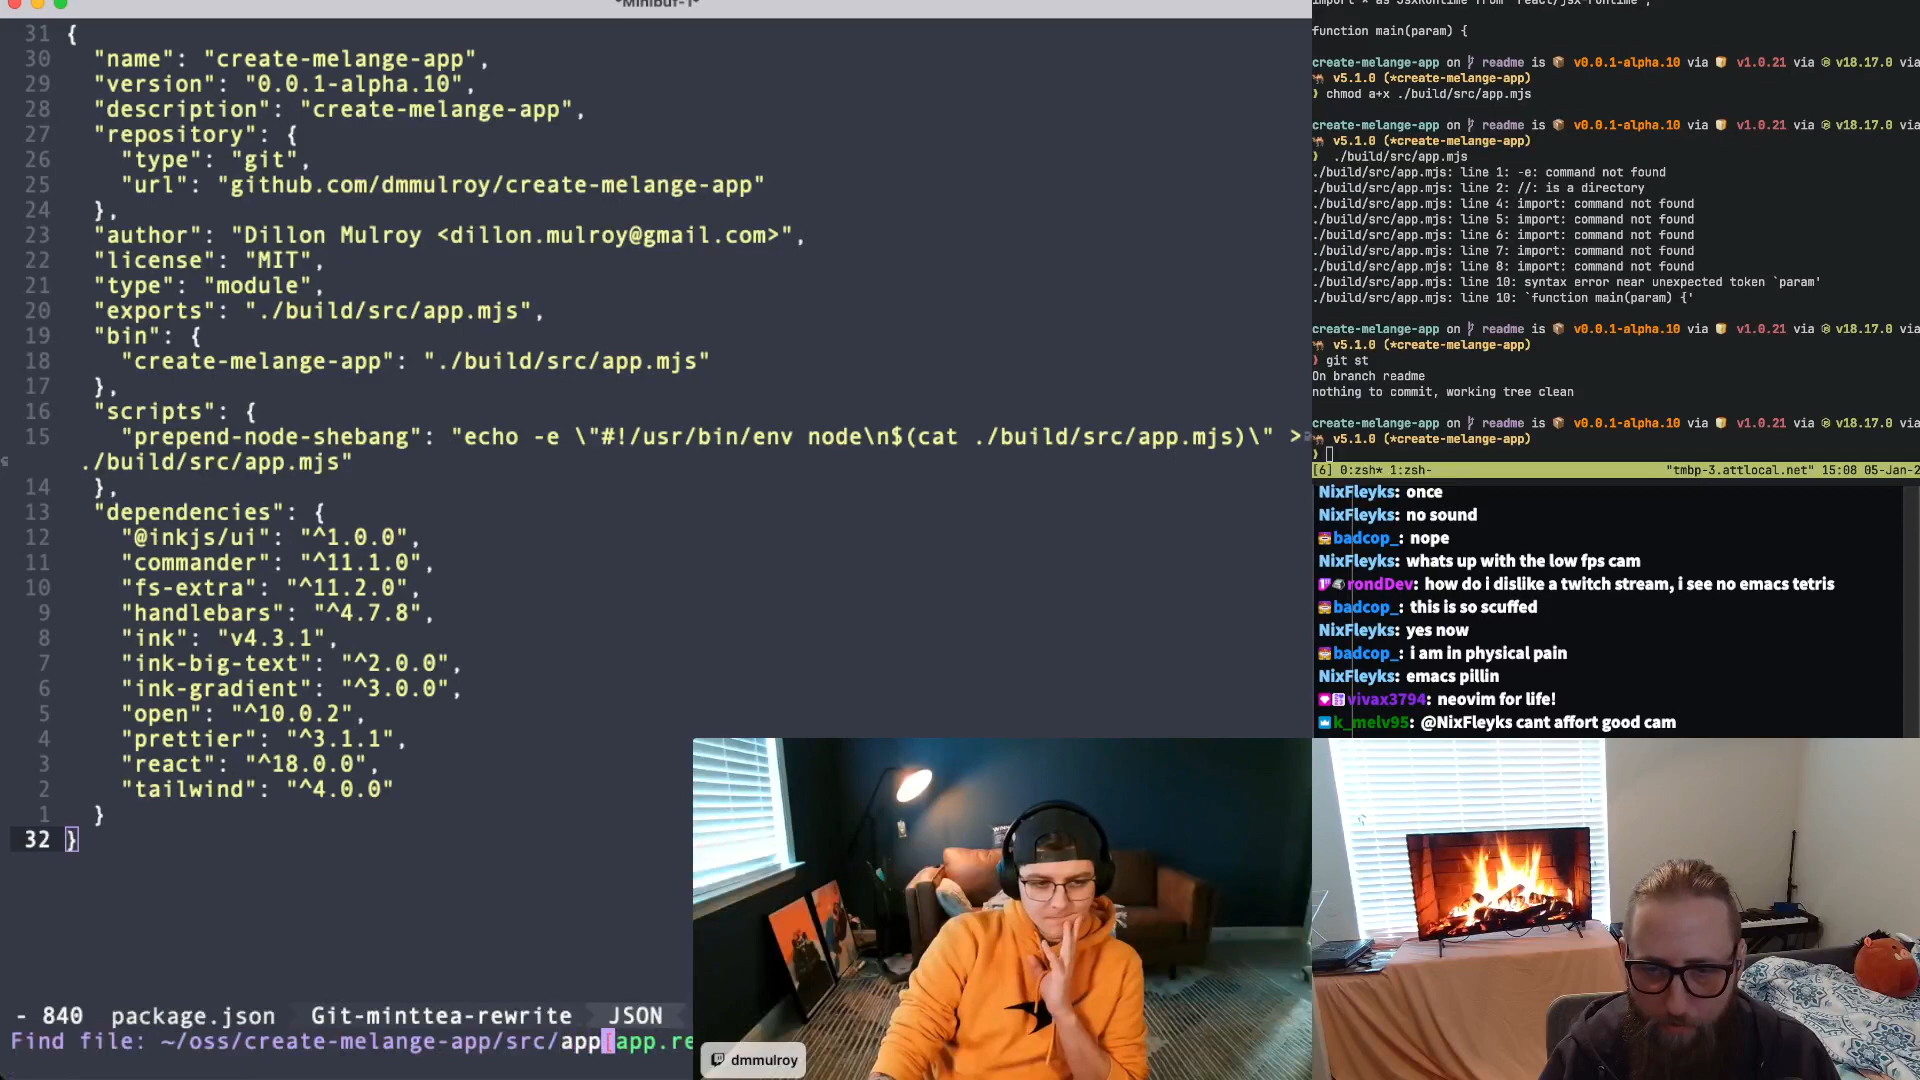 *Minibuf-1*
31 {
30 "name": "create-melange-app",
29 "version": "0.0.1-alpha.10",
28 "description": "create-melange-app",
27 "repository": {
26 "type": "git",
25 "url": "github.com/dmmulroy/create-melange-app"
24 },
23 "author": "Dillon Mulroy <dillon.mulroy@gmail.com>",
22 "license": "MIT",
21 "type": "module",
20 "exports": "./build/src/app.mjs",
19 "bin": {
18 "create-melange-app": "./build/src/app.mjs"
17 },
16 "scripts": {
15 "prepend-node-shebang": "echo -e \"#!/usr/bin/env node\n$(cat ./build/src/app.mjs)\" >
./build/src/app.mjs"
14 },
13 "dependencies": {
12 "@inkjs/ui": "^1.0.0",
11 "commander": "^11.1.0",
10 "fs-extra": "^11.2.0",
9 "handlebars": "^4.7.8",
8 "ink": "v4.3.1",
7 "ink-big-text": "^2.0.0",
6 "ink-gradient": "^3.0.0",
5 "open": "^10.0.2",
4 "prettier": "^3.1.1",
3 "react": "^18.0.0",
2 "tailwind": "^4.0.0"
1 }
32 }
- 840 package.json Git-minttea-rewrite JSON
Find file: ~/oss/create-melange-app/src/app[app.re
import * as JsxRuntime from "react/jsx-runtime";
function main(param) {
create-melange-app on readme is v0.0.1-alpha.10 via v1.0.21 via v18.17.0 via
v5.1.0 (*create-melange-app)
❯ chmod a+x ./build/src/app.mjs
create-melange-app on readme is v0.0.1-alpha.10 via v1.0.21 via v18.17.0 via
v5.1.0 (*create-melange-app)
❯ ./build/src/app.mjs
./build/src/app.mjs: line 1: -e: command not found
./build/src/app.mjs: line 2: //: is a directory
./build/src/app.mjs: line 4: import: command not found
./build/src/app.mjs: line 5: import: command not found
./build/src/app.mjs: line 6: import: command not found
./build/src/app.mjs: line 7: import: command not found
./build/src/app.mjs: line 8: import: command not found
./build/src/app.mjs: line 10: syntax error near unexpected token `param'
./build/src/app.mjs: line 10: `function main(param) {'
create-melange-app on readme is v0.0.1-alpha.10 via v1.0.21 via v18.17.0 via
v5.1.0 (*create-melange-app)
❯ git st
On branch readme
nothing to commit, working tree clean
create-melange-app on readme is v0.0.1-alpha.10 via v1.0.21 via v18.17.0 via
v5.1.0 (*create-melange-app)
❯
[6] 0:zsh* 1:zsh- "tmbp-3.attlocal.net" 15:08 05-Jan-2
NixFleyks: once
NixFleyks: no sound
badcop_: nope
NixFleyks: whats up with the low fps cam
rondDev: how do i dislike a twitch stream, i see no emacs tetris
badcop_: this is so scuffed
NixFleyks: yes now
badcop_: i am in physical pain
NixFleyks: emacs pillin
vivax3794: neovim for life!
k_melv95: @NixFleyks cant affort good cam
dmmulroy